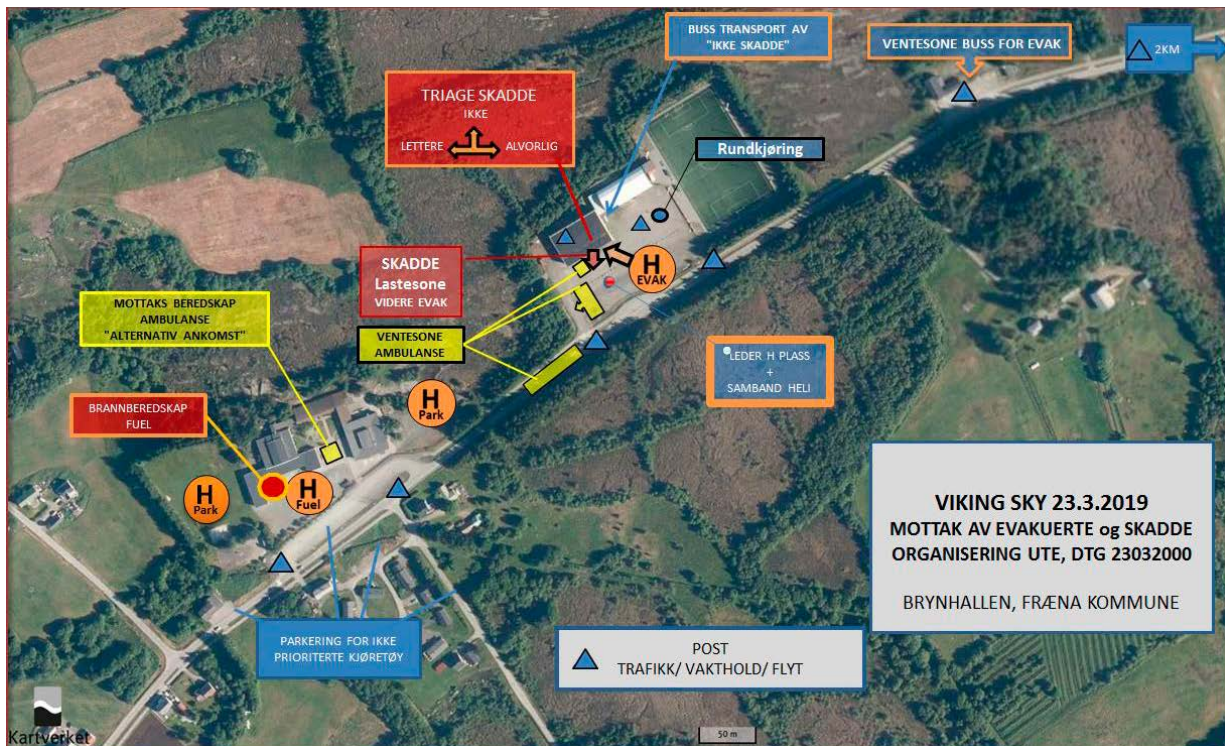 BUSS TRANSPORT AV
"IKKE SKADDE"
VENTESONE BUSS FOR EVAK
2KM
TRIAGE SKADDE
IKKE
LETTERE ALVORLIG
Rundkjøring
SKADDE
Lastesone
VIDERE EVAK
H
EVAK
MOTTAKS BEREDSKAP
AMBULANSE
"ALTERNATIV ANKOMST"
VENTESONE
AMBULANSE
LEDER H PLASS
+
SAMBAND HELI
H
Park
BRANNBEREDSKAP
FUEL
H
Park
H
Fuel
VIKING SKY 23.3.2019
MOTTAK AV EVAKUERTE og SKADDE
ORGANISERING UTE, DTG 23032000
BRYNHALLEN, FRÆNA KOMMUNE
PARKERING FOR IKKE
PRIORITERTE KJØRETØY
POST
TRAFIKK/ VAKTHOLD/ FLYT
Kartverket
50 m